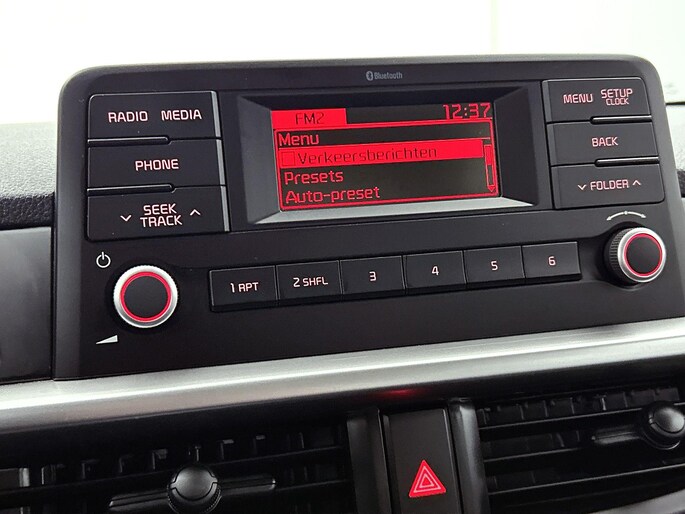 Bluetooth
RADIO MEDIA
PHONE
SEEK
TRACK
FM2 12:37
Menu
Verkeersberichten
Presets
Auto-preset
MENU SETUP
CLOCK
BACK
FOLDER
1 RPT 2 SHFL 3 4 5 6